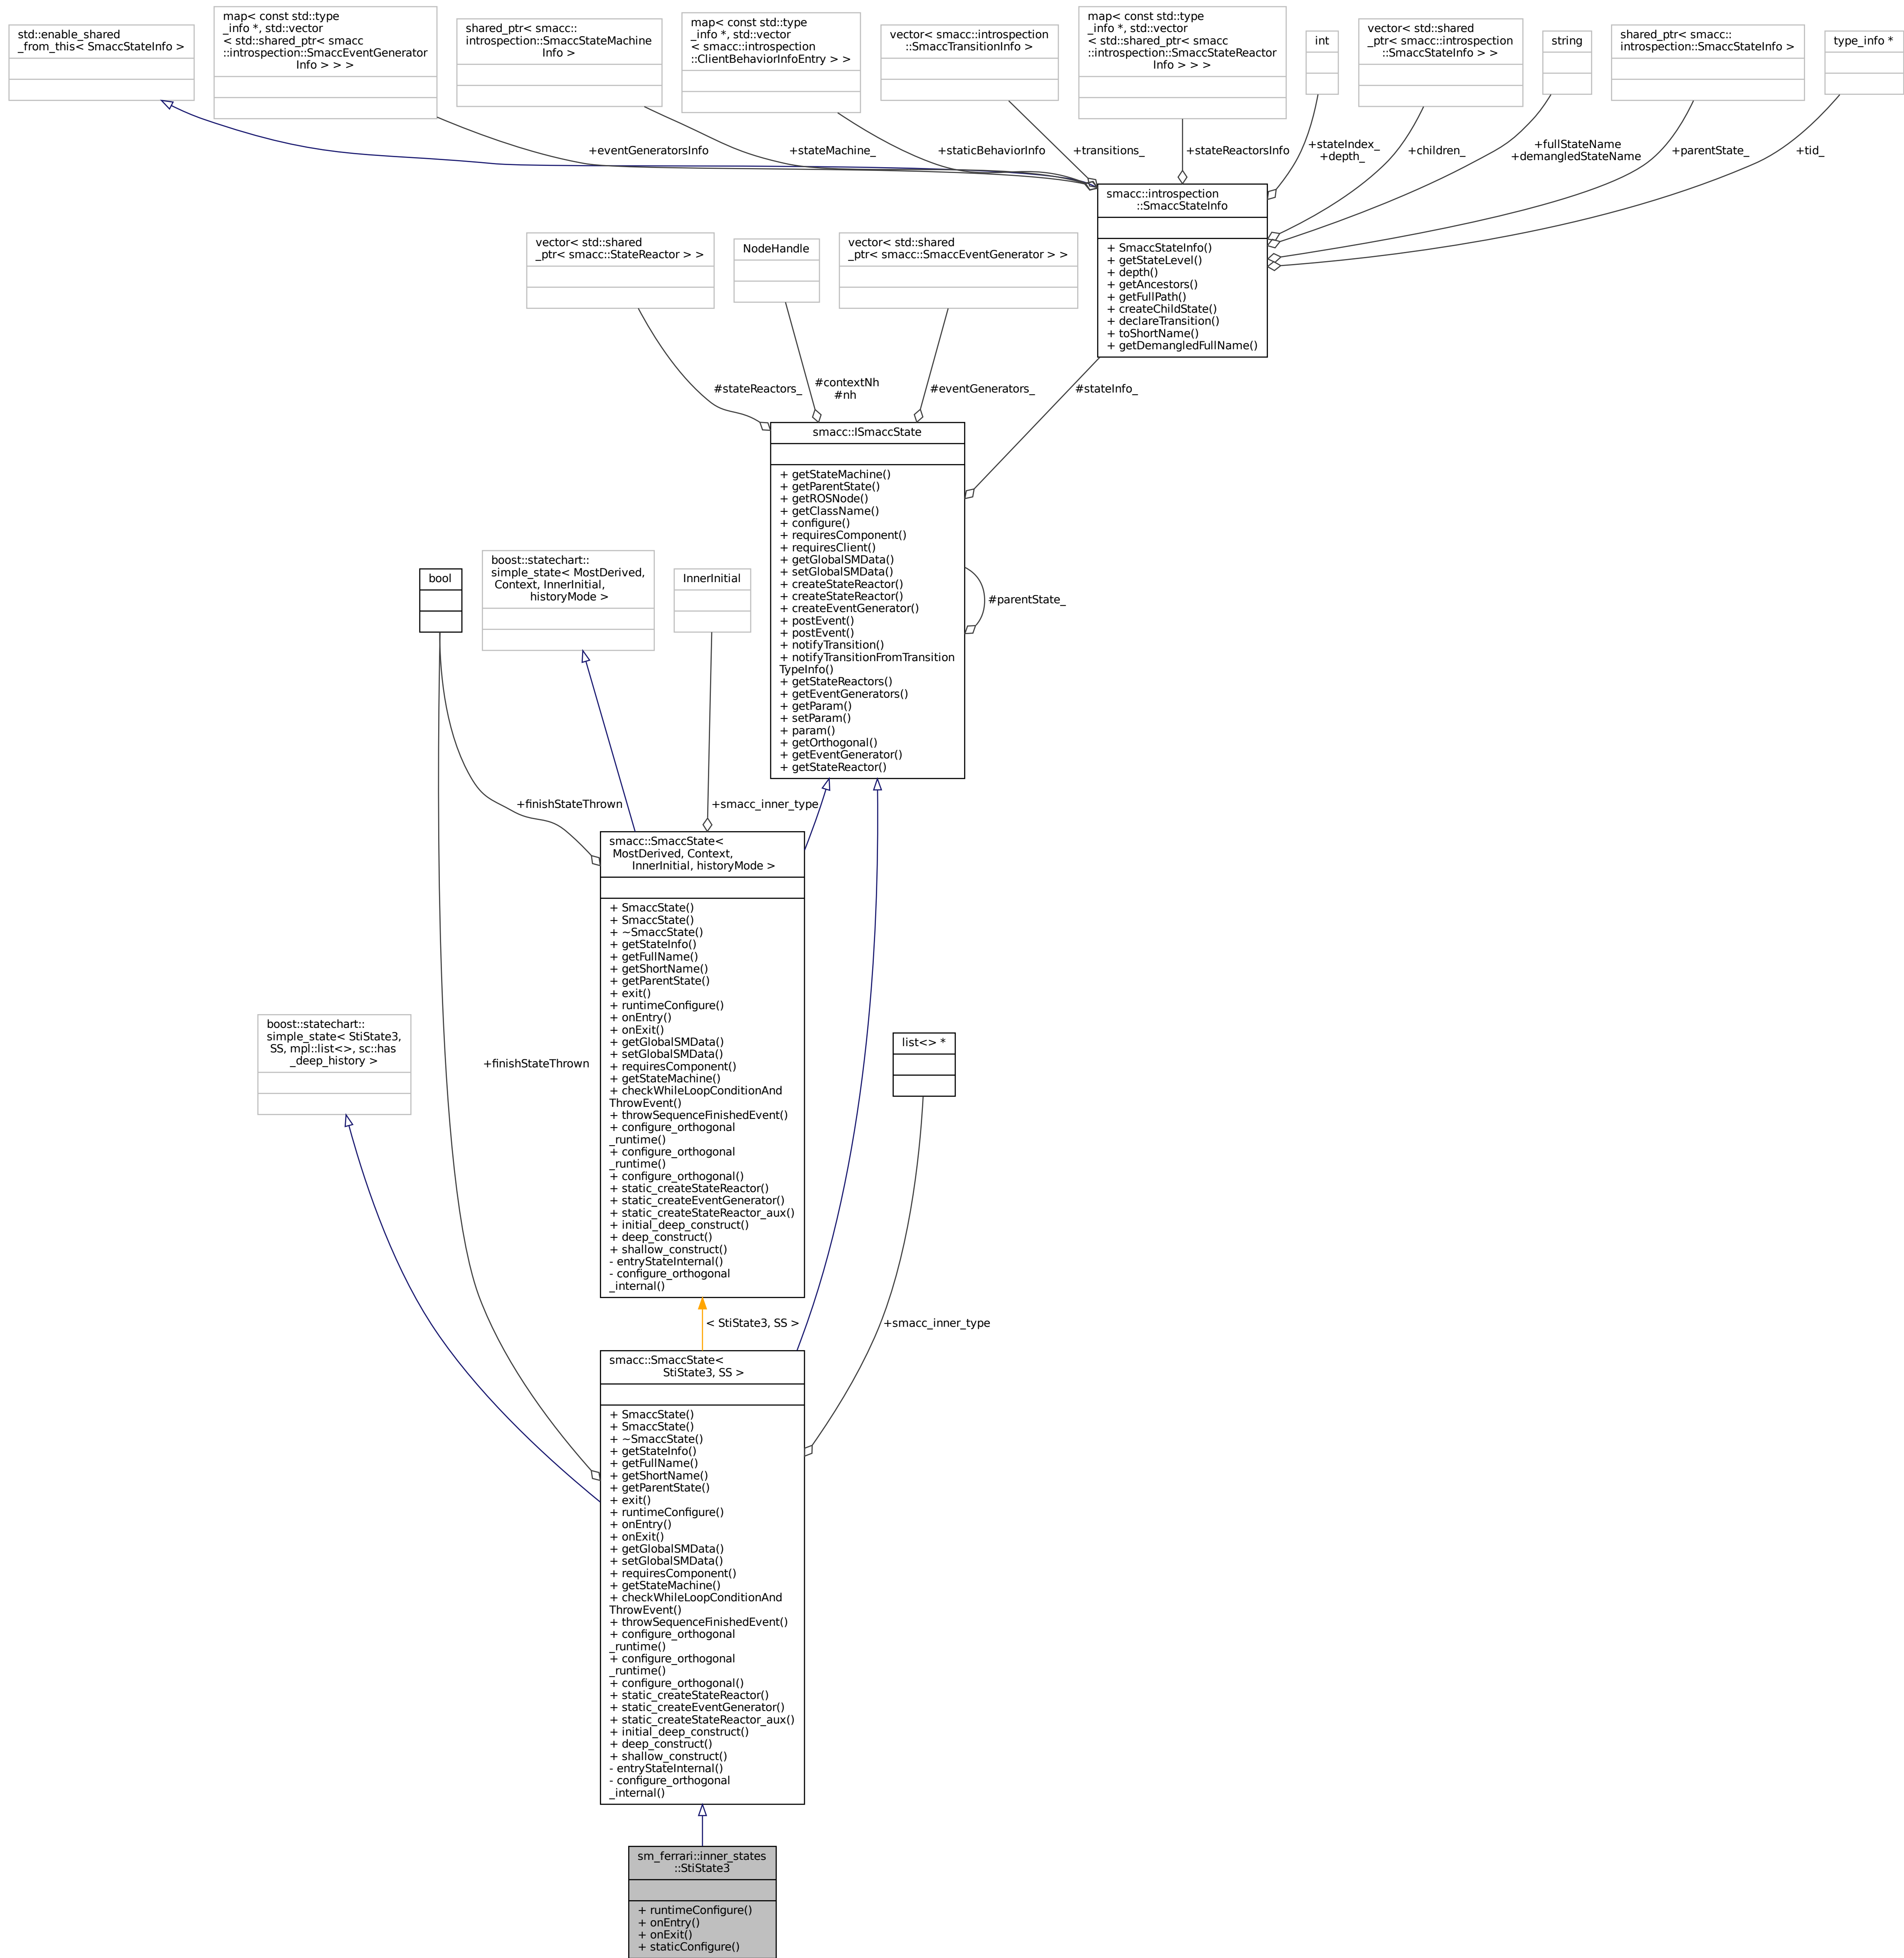 std::enable_shared
_from_this< SmaccStateInfo >
map< const std::type
_info *, std::vector
< std::shared_ptr< smacc
::introspection::SmaccEventGenerator
Info > > >
shared_ptr< smacc::
introspection::SmaccStateMachine
Info >
map< const std::type
_info *, std::vector
< smacc::introspection
::ClientBehaviorInfoEntry > >
vector< smacc::introspection
::SmaccTransitionInfo >
map< const std::type
_info *, std::vector
< std::shared_ptr< smacc
::introspection::SmaccStateReactor
Info > > >
int
vector< std::shared
_ptr< smacc::introspection
::SmaccStateInfo > >
string
shared_ptr< smacc::
introspection::SmaccStateInfo >
type_info *
+eventGeneratorsInfo
+stateMachine_
+staticBehaviorInfo
+transitions_
+stateReactorsInfo
+stateIndex_
+depth_
+children_
+fullStateName
+demangledStateName
+parentState_
+tid_
smacc::introspection
::SmaccStateInfo
+ SmaccStateInfo()
+ getStateLevel()
+ depth()
+ getAncestors()
+ getFullPath()
+ createChildState()
+ declareTransition()
+ toShortName()
+ getDemangledFullName()
vector< std::shared
_ptr< smacc::StateReactor > >
NodeHandle
vector< std::shared
_ptr< smacc::SmaccEventGenerator > >
#stateReactors_
#contextNh
#nh
#eventGenerators_
#stateInfo_
smacc::ISmaccState
+ getStateMachine()
+ getParentState()
+ getROSNode()
+ getClassName()
+ configure()
+ requiresComponent()
+ requiresClient()
+ getGlobalSMData()
+ setGlobalSMData()
+ createStateReactor()
+ createStateReactor()
+ createEventGenerator()
+ postEvent()
+ postEvent()
+ notifyTransition()
+ notifyTransitionFromTransition
TypeInfo()
+ getStateReactors()
+ getEventGenerators()
+ getParam()
+ setParam()
+ param()
+ getOrthogonal()
+ getEventGenerator()
+ getStateReactor()
#parentState_
bool
boost::statechart::
simple_state< MostDerived,
Context, InnerInitial,
historyMode >
InnerInitial
+finishStateThrown
+smacc_inner_type
smacc::SmaccState<
MostDerived, Context,
InnerInitial, historyMode >
+ SmaccState()
+ SmaccState()
+ ~SmaccState()
+ getStateInfo()
+ getFullName()
+ getShortName()
+ getParentState()
+ exit()
+ runtimeConfigure()
+ onEntry()
+ onExit()
+ getGlobalSMData()
+ setGlobalSMData()
+ requiresComponent()
+ getStateMachine()
+ checkWhileLoopConditionAnd
ThrowEvent()
+ throwSequenceFinishedEvent()
+ configure_orthogonal
_runtime()
+ configure_orthogonal
_runtime()
+ configure_orthogonal()
+ static_createStateReactor()
+ static_createEventGenerator()
+ static_createStateReactor_aux()
+ initial_deep_construct()
+ deep_construct()
+ shallow_construct()
- entryStateInternal()
- configure_orthogonal
_internal()
boost::statechart::
simple_state< StiState3,
SS, mpl::list<>, sc::has
_deep_history >
+finishStateThrown
list<> *
< StiState3, SS >
+smacc_inner_type
smacc::SmaccState<
StiState3, SS >
+ SmaccState()
+ SmaccState()
+ ~SmaccState()
+ getStateInfo()
+ getFullName()
+ getShortName()
+ getParentState()
+ exit()
+ runtimeConfigure()
+ onEntry()
+ onExit()
+ getGlobalSMData()
+ setGlobalSMData()
+ requiresComponent()
+ getStateMachine()
+ checkWhileLoopConditionAnd
ThrowEvent()
+ throwSequenceFinishedEvent()
+ configure_orthogonal
_runtime()
+ configure_orthogonal
_runtime()
+ configure_orthogonal()
+ static_createStateReactor()
+ static_createEventGenerator()
+ static_createStateReactor_aux()
+ initial_deep_construct()
+ deep_construct()
+ shallow_construct()
- entryStateInternal()
- configure_orthogonal
_internal()
sm_ferrari::inner_states
::StiState3
+ runtimeConfigure()
+ onEntry()
+ onExit()
+ staticConfigure()